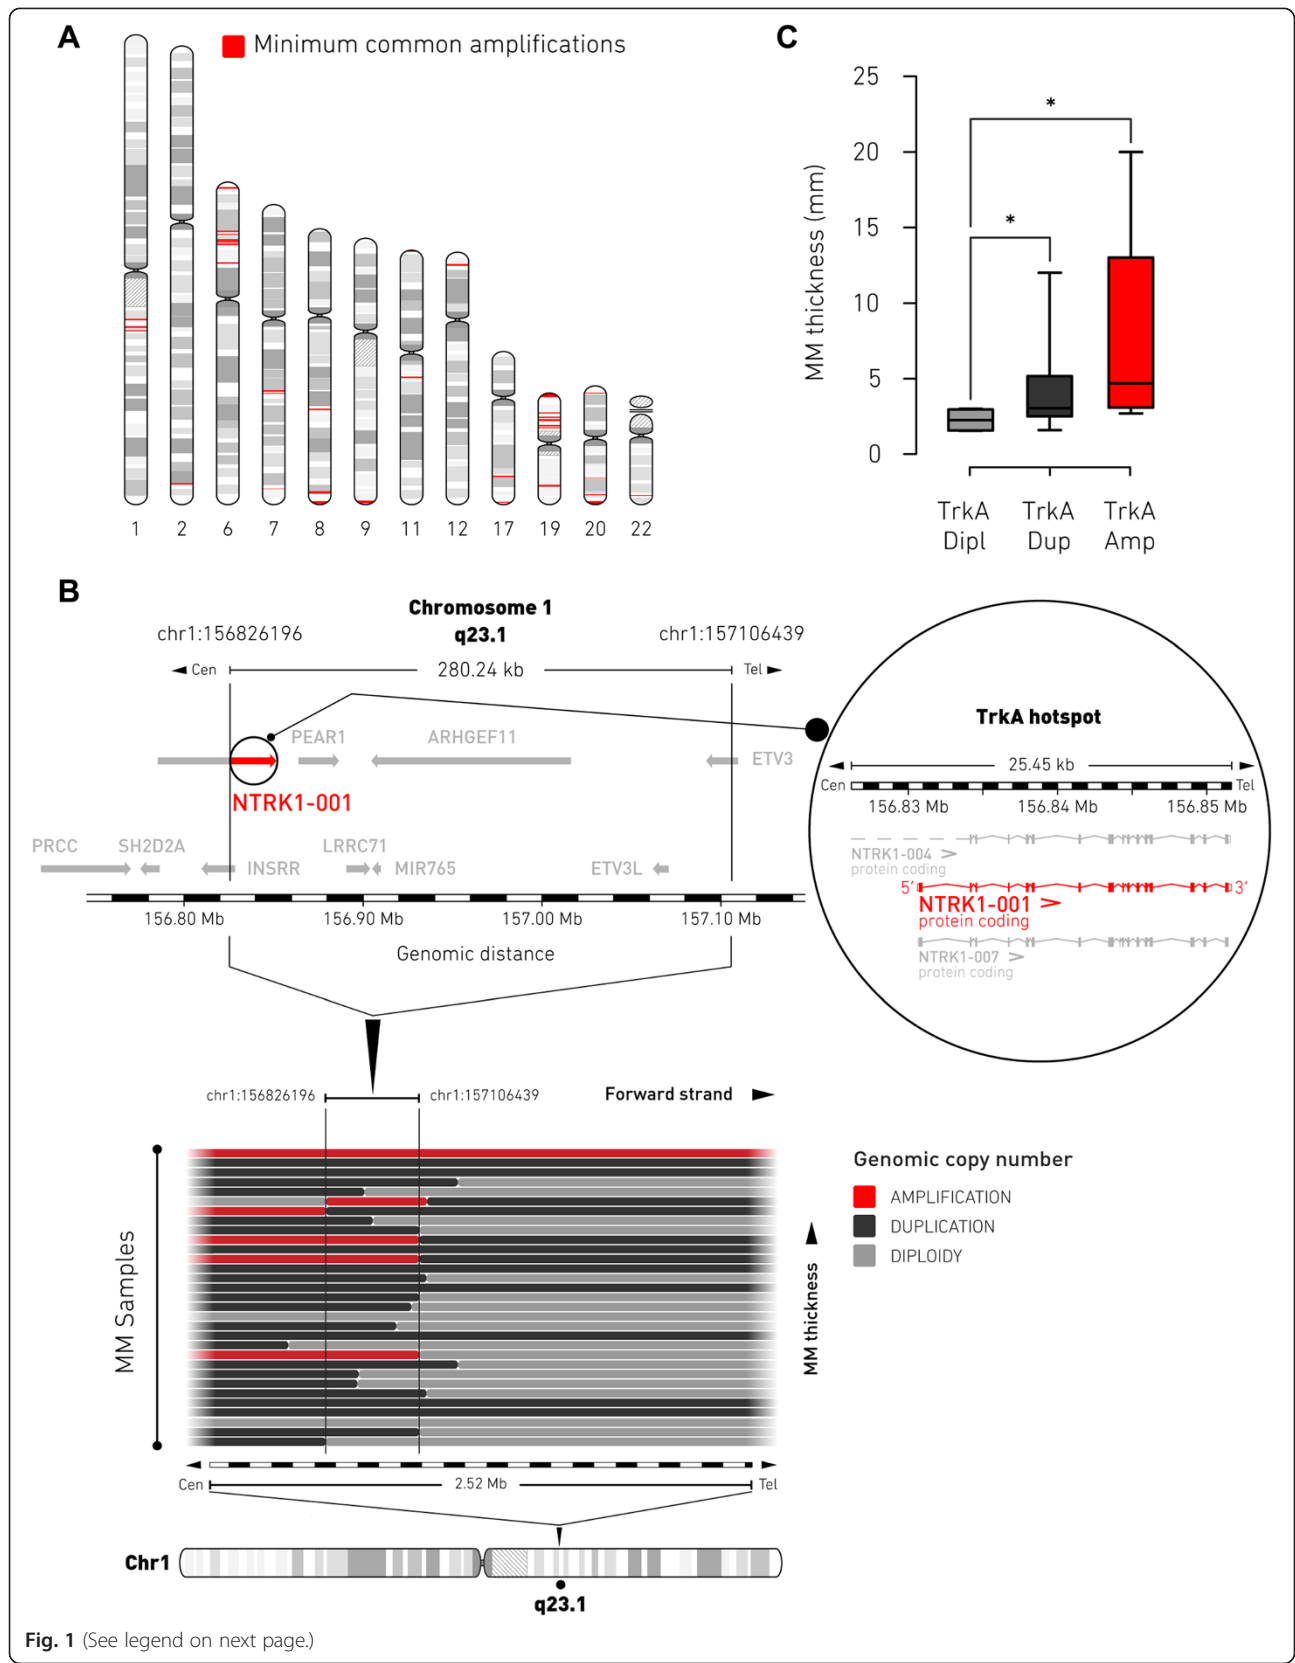 A
Minimum common amplifications
1 2 6 7 8 9 11 12 17 19 20 22
C
25
20
15
10
5
0
MM thickness (mm)
*
*
TrkA Dipl
TrkA Dup
TrkA Amp
B
Chromosome 1
q23.1
chr1:156826196
chr1:157106439
Cen
280.24 kb
Tel
PEAR1
ARHGEF11
ETV3
NTRK1-001
PRCC
SH2D2A
INSRR
LRRC71
MIR765
ETV3L
156.80 Mb
156.90 Mb
157.00 Mb
157.10 Mb
Genomic distance
TrkA hotspot
25.45 kb
Cen
Tel
156.83 Mb
156.84 Mb
156.85 Mb
NTRK1-004 >
protein coding
5'
3'
NTRK1-001 >
protein coding
NTRK1-007 >
protein coding
chr1:156826196
chr1:157106439
Forward strand
MM Samples
MM thickness
Genomic copy number
AMPLIFICATION
DUPLICATION
DIPLOIDY
Cen
2.52 Mb
Tel
Chr1
q23.1
Fig. 1 (See legend on next page.)